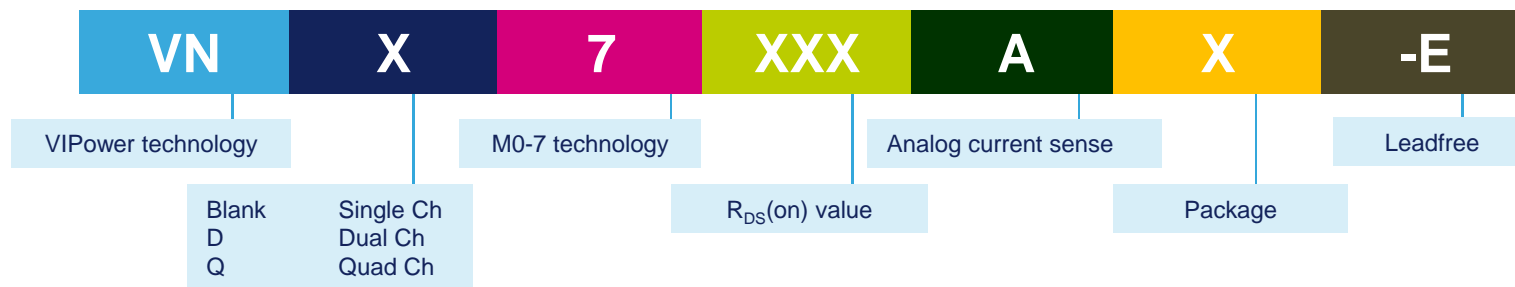 VN X 7 XXX A X -E
VIPower technology M0-7 technology Analog current sense Leadfree
Blank Single Ch RDS(on) value Package
D Dual Ch
Q Quad Ch